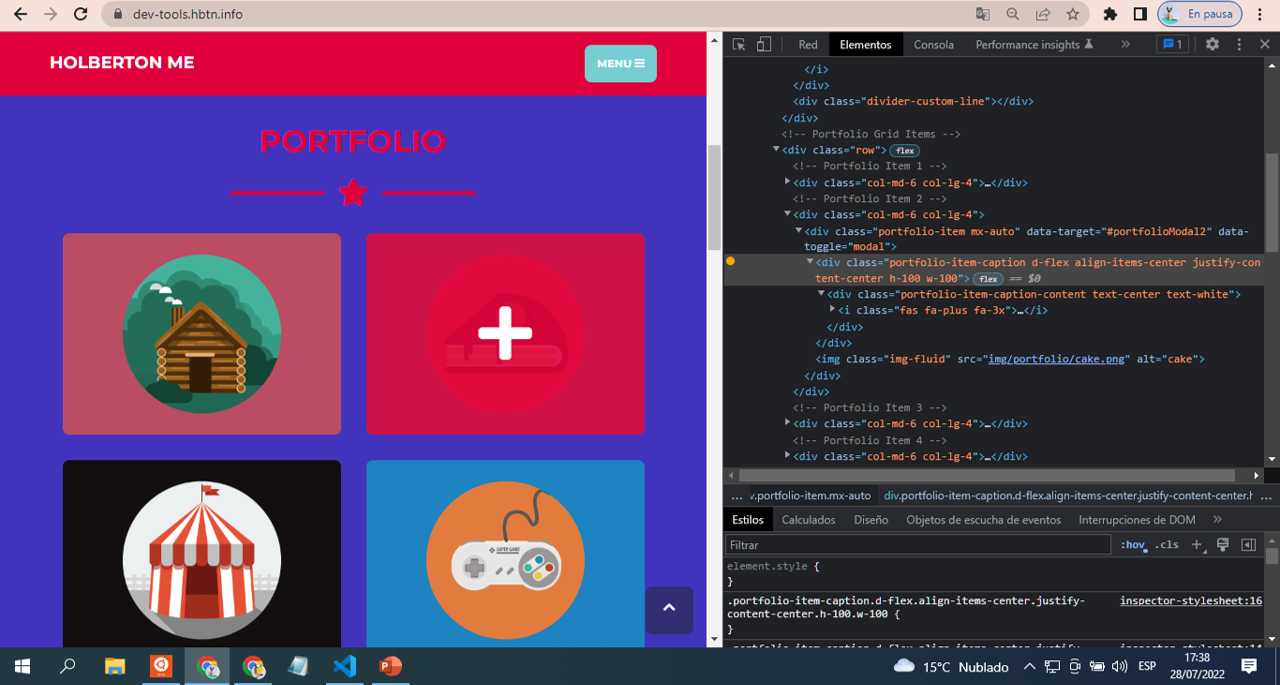 dev-tools.hbtn.info
En pausa
HOLBERTON ME
MENU
PORTFOLIO
SUPER GAME
Red Elementos Consola Performance insights 1
</i>
</div>
<div class="divider-custom-line"></div>
</div>
<!-- Portfolio Grid Items -->
<div class="row"> flex
<!-- Portfolio Item 1 -->
<div class="col-md-6 col-lg-4">…</div>
<!-- Portfolio Item 2 -->
<div class="col-md-6 col-lg-4">
<div class="portfolio-item mx-auto" data-target="#portfolioModal2" data-
toggle="modal">
<div class="portfolio-item-caption d-flex align-items-center justify-con
tent-center h-100 w-100"> flex == $0
<div class="portfolio-item-caption-content text-center text-white">
<i class="fas fa-plus fa-3x">…</i>
</div>
</div>
<img class="img-fluid" src="img/portfolio/cake.png" alt="cake">
</div>
</div>
<!-- Portfolio Item 3 -->
<div class="col-md-6 col-lg-4">…</div>
<!-- Portfolio Item 4 -->
<div class="col-md-6 col-lg-4">…</div>
… v.portfolio-item.mx-auto div.portfolio-item-caption.d-flex.align-items-center.justify-content-center.h …
Estilos Calculados Diseño Objetos de escucha de eventos Interrupciones de DOM
Filtrar :hov .cls
element.style {
}
.portfolio-item-caption.d-flex.align-items-center.justify- inspector-stylesheet:16
content-center.h-100.w-100 {
}
15°C Nublado ESP 17:38
28/07/2022